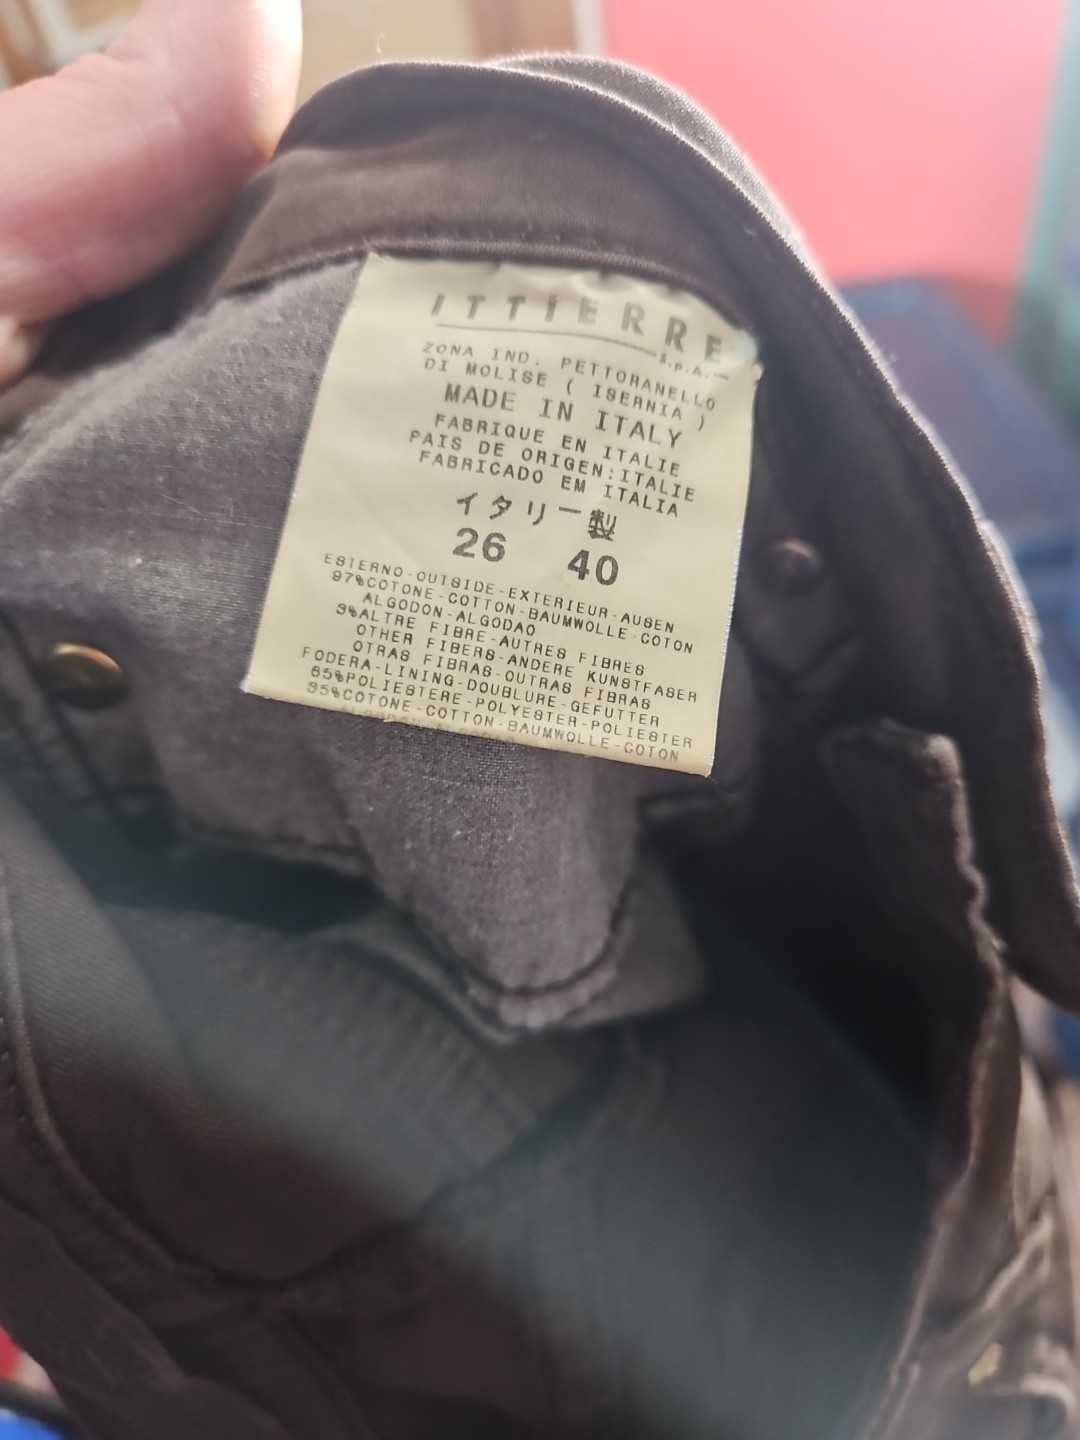 ITTIERRE
S.p.A.
ZONA IND. PETTORANELLO
DI MOLISE ( ISERNIA )
MADE IN ITALY
FABRIQUE EN ITALIE
PAIS DE ORIGEN:ITALIE
FABRICADO EM ITALIA
イタリー製
26 40
ESTERNO-OUTSIDE-EXTERIEUR-AUSEN
97%COTONE-COTTON-BAUMWOLLE-COTON
ALGODON-ALGODAO
3%ALTRE FIBRE-AUTRES FIBRES
OTHER FIBERS-ANDERE KUNSTFASER
OTRAS FIBRAS-OUTRAS FIBRAS
FODERA-LINING-DOUBLURE-GEFUTTER
65%POLIESTERE-POLYESTER-POLIESTER
35%COTONE-COTTON-BAUMWOLLE-COTON